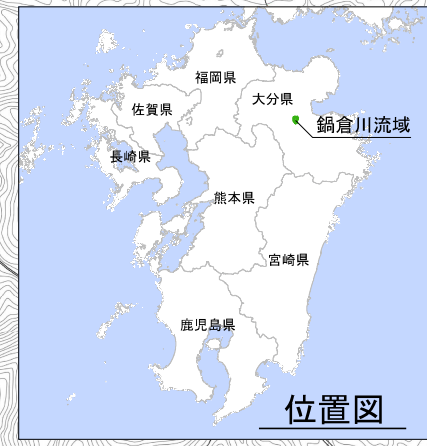 福岡県
大分県
佐賀県
鍋倉川流域
長崎県
熊本県
宮崎県
鹿児島県
位置図